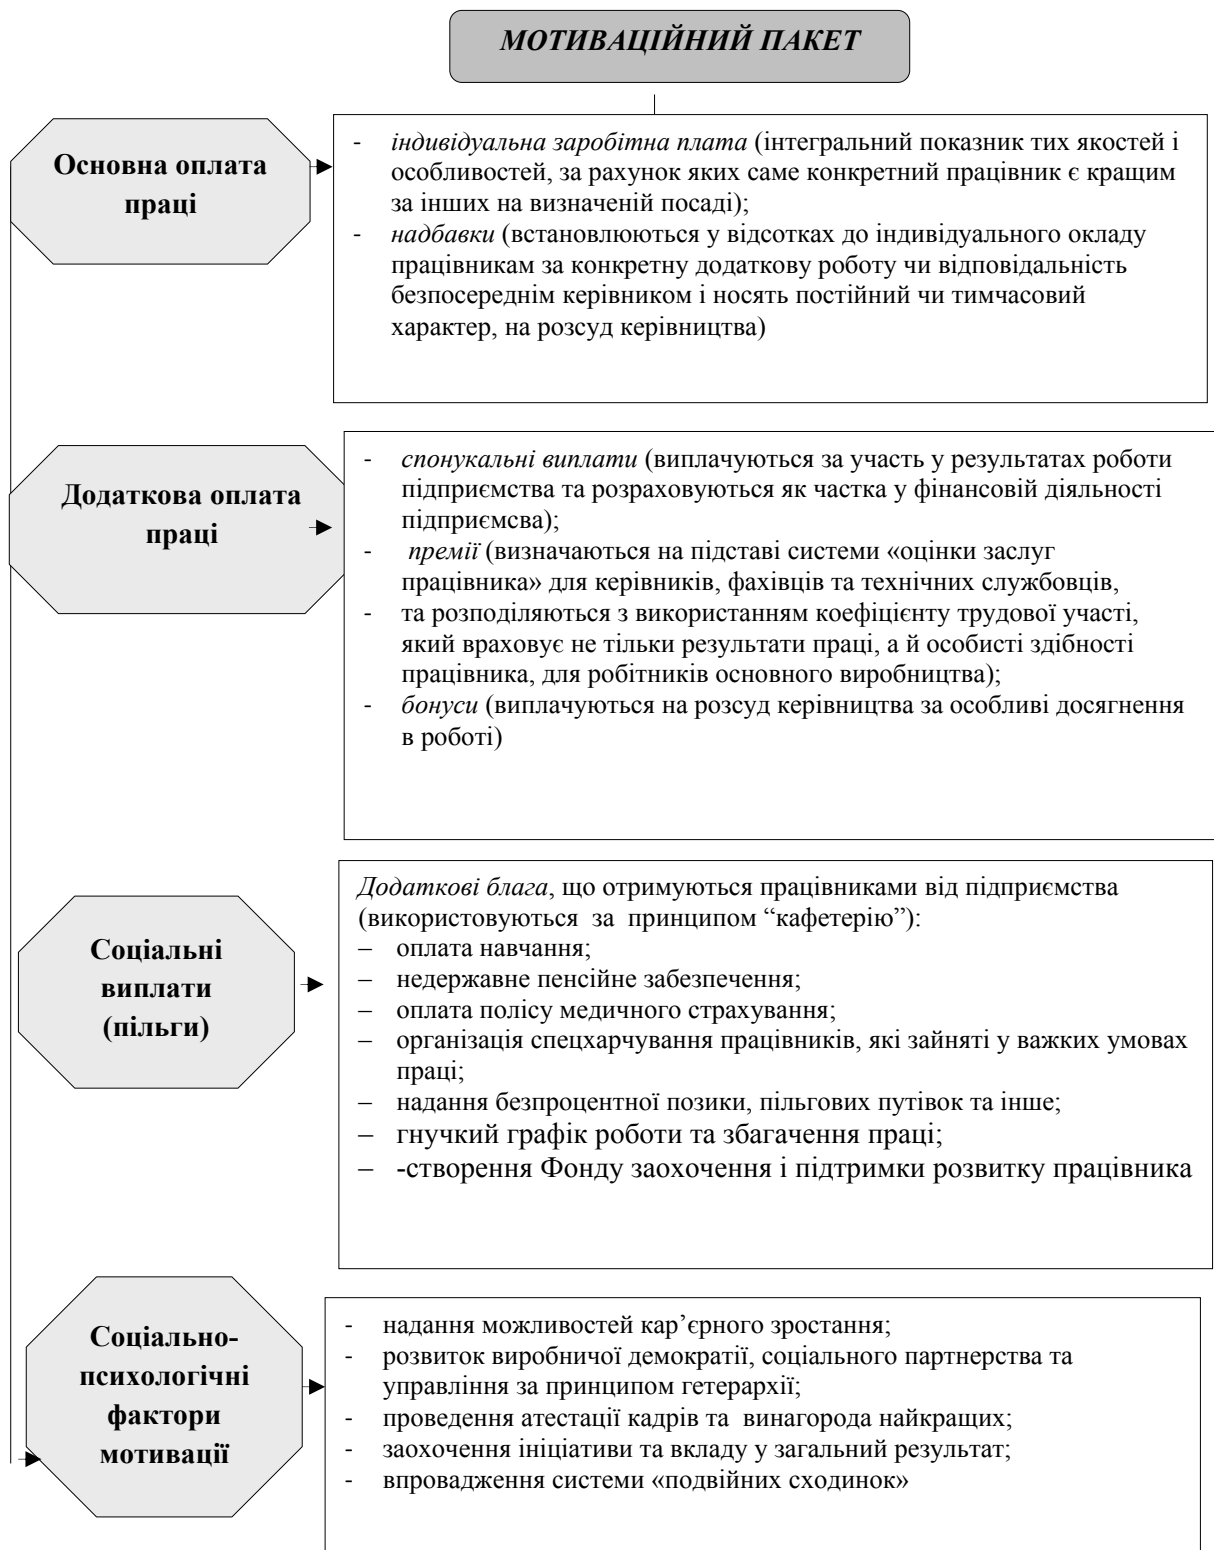 МОТИВАЦІЙНИЙ ПАКЕТ
Основна оплата
праці
- індивідуальна заробітна плата (інтегральний показник тих якостей і
особливостей, за рахунок яких саме конкретний працівник є кращим
за інших на визначеній посаді);
- надбавки (встановлюються у відсотках до індивідуального окладу
працівникам за конкретну додаткову роботу чи відповідальність
безпосереднім керівником і носять постійний чи тимчасовий
характер, на розсуд керівництва)
Додаткова оплата
праці
- спонукальні виплати (виплачуються за участь у результатах роботи
підприємства та розраховуються як частка у фінансовій діяльності
підприємсва);
- премії (визначаються на підставі системи «оцінки заслуг
працівника» для керівників, фахівців та технічних службовців,
- та розподіляються з використанням коефіцієнту трудової участі,
який враховує не тільки результати праці, а й особисті здібності
працівника, для робітників основного виробництва);
- бонуси (виплачуються на розсуд керівництва за особливі досягнення
в роботі)
Соціальні
виплати
(пільги)
Додаткові блага, що отримуються працівниками від підприємства
(використовуються за принципом “кафетерію”):
– оплата навчання;
– недержавне пенсійне забезпечення;
– оплата полісу медичного страхування;
– організація спецхарчування працівників, які зайняті у важких умовах
праці;
– надання безпроцентної позики, пільгових путівок та інше;
– гнучкий графік роботи та збагачення праці;
– -створення Фонду заохочення і підтримки розвитку працівника
Соціально-
психологічні
фактори
мотивації
- надання можливостей кар’єрного зростання;
- розвиток виробничої демократії, соціального партнерства та
управління за принципом гетерархії;
- проведення атестації кадрів та винагорода найкращих;
- заохочення ініціативи та вкладу у загальний результат;
- впровадження системи «подвійних сходинок»